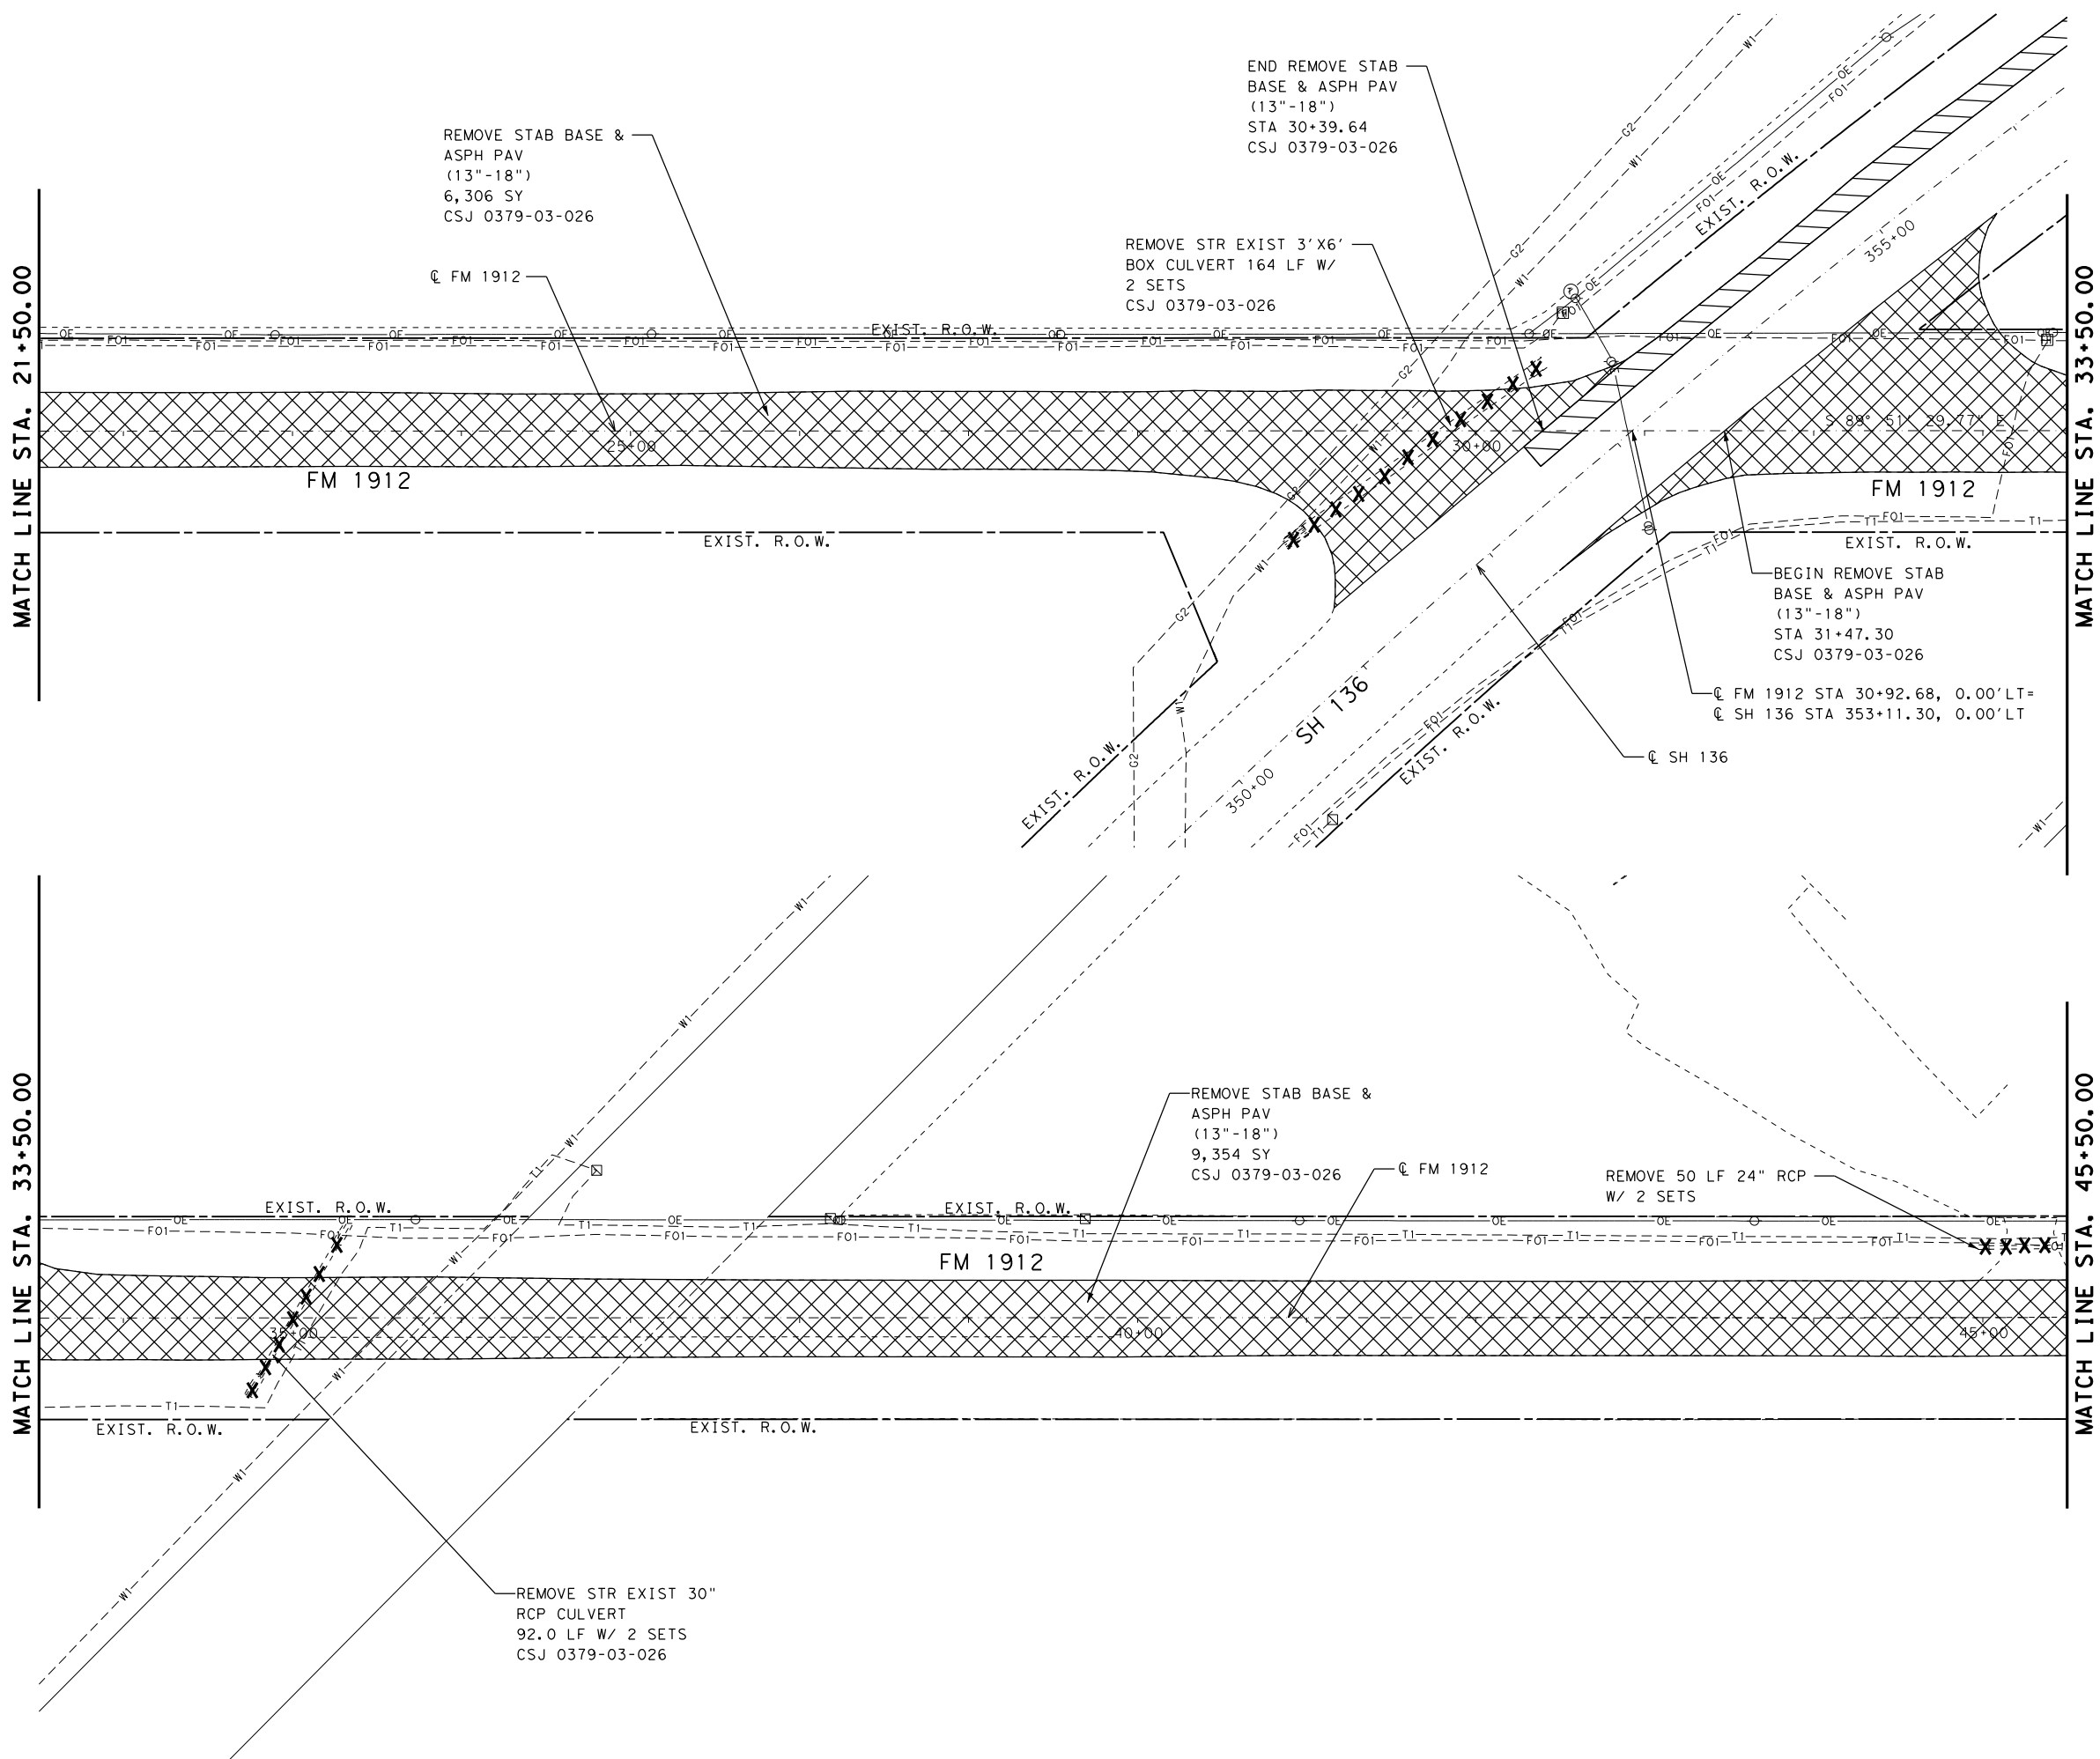 END REMOVE STAB
BASE & ASPH PAV
(13"-18")
STA 30+39.64
CSJ 0379-03-026
REMOVE STAB BASE &
ASPH PAV
(13"-18")
6,306 SY
CSJ 0379-03-026
℄ FM 1912
REMOVE STR EXIST 3'X6'
BOX CULVERT 164 LF W/
2 SETS
CSJ 0379-03-026
EXIST. R.O.W.
355+00
MATCH LINE STA. 21+50.00
MATCH LINE STA. 33+50.00
EXIST. R.O.W.
25+00
30+00
S 89° 51' 29.77" E
FM 1912
FM 1912
EXIST. R.O.W.
EXIST. R.O.W.
BEGIN REMOVE STAB
BASE & ASPH PAV
(13"-18")
STA 31+47.30
CSJ 0379-03-026
℄ FM 1912 STA 30+92.68, 0.00'LT=
℄ SH 136 STA 353+11.30, 0.00'LT
SH 136
℄ SH 136
EXIST. R.O.W.
EXIST. R.O.W.
350+00
G2
W1
OE
FO1
T1
MATCH LINE STA. 33+50.00
MATCH LINE STA. 45+50.00
REMOVE STAB BASE &
ASPH PAV
(13"-18")
9,354 SY
CSJ 0379-03-026
℄ FM 1912
REMOVE 50 LF 24" RCP
W/ 2 SETS
EXIST. R.O.W.
EXIST. R.O.W.
FM 1912
35+00
40+00
45+00
EXIST. R.O.W.
EXIST. R.O.W.
W1
OE
FO1
T1
REMOVE STR EXIST 30"
RCP CULVERT
92.0 LF W/ 2 SETS
CSJ 0379-03-026